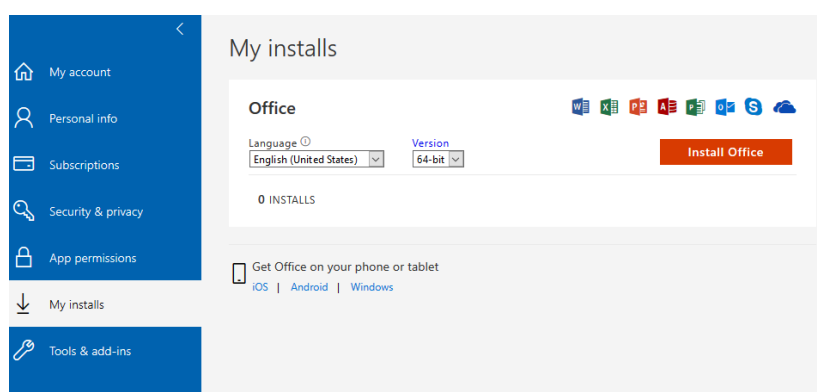 My account
Personal info
Subscriptions
Security & privacy
App permissions
My installs
Tools & add-ins
My installs
Office
Language
Version
English (United States)
64-bit
Install Office
0 INSTALLS
Get Office on your phone or tablet
iOS | Android | Windows